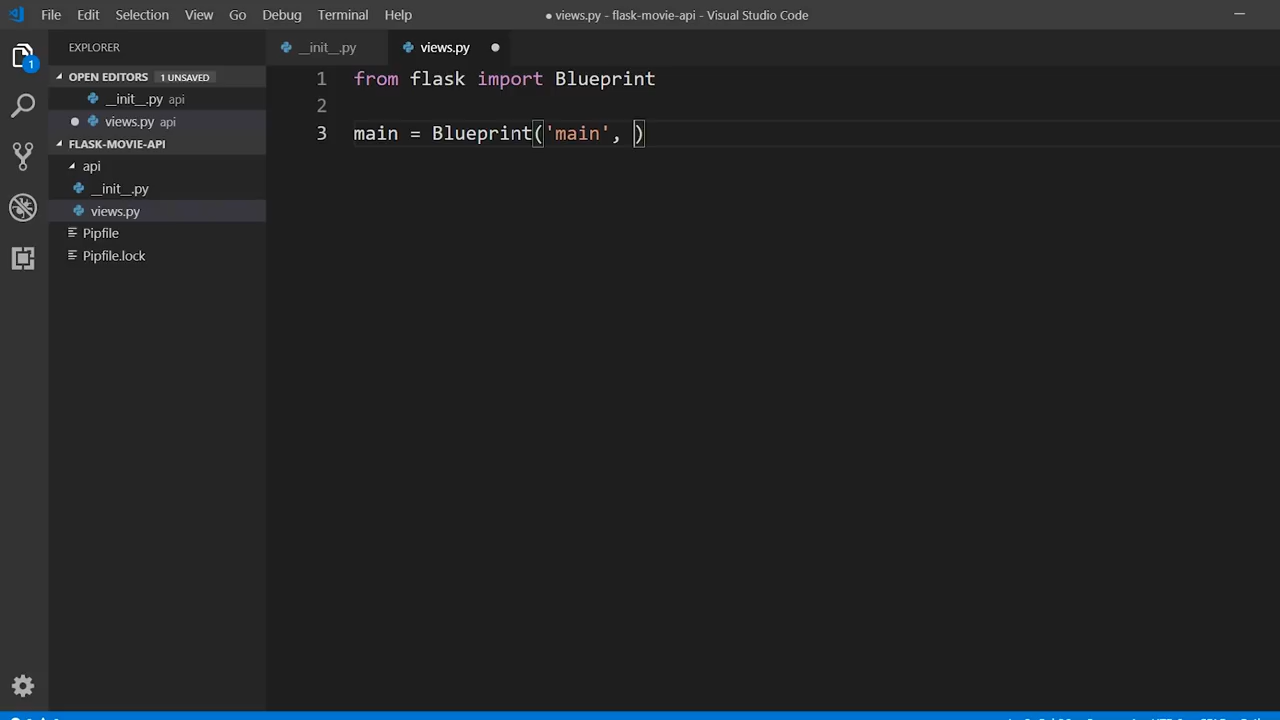 File Edit Selection View Go Debug Terminal Help
● views.py - flask-movie-api - Visual Studio Code
EXPLORER
__init__.py
views.py
OPEN EDITORS 1 UNSAVED
__init__.py api
views.py api
FLASK-MOVIE-API
api
__init__.py
views.py
Pipfile
Pipfile.lock
1
1 from flask import Blueprint
2
3 main = Blueprint('main', )